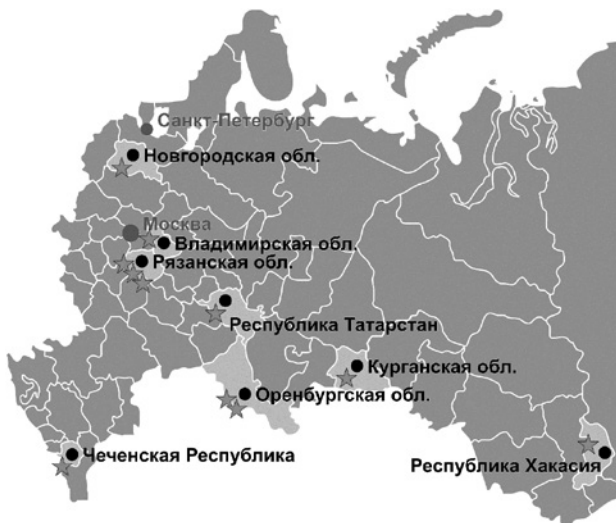 Санкт-Петербург
Новгородская обл.
Москва
Владимирская обл.
Рязанская обл.
Республика Татарстан
Курганская обл.
Оренбургская обл.
Чеченская Республика
Республика Хакасия